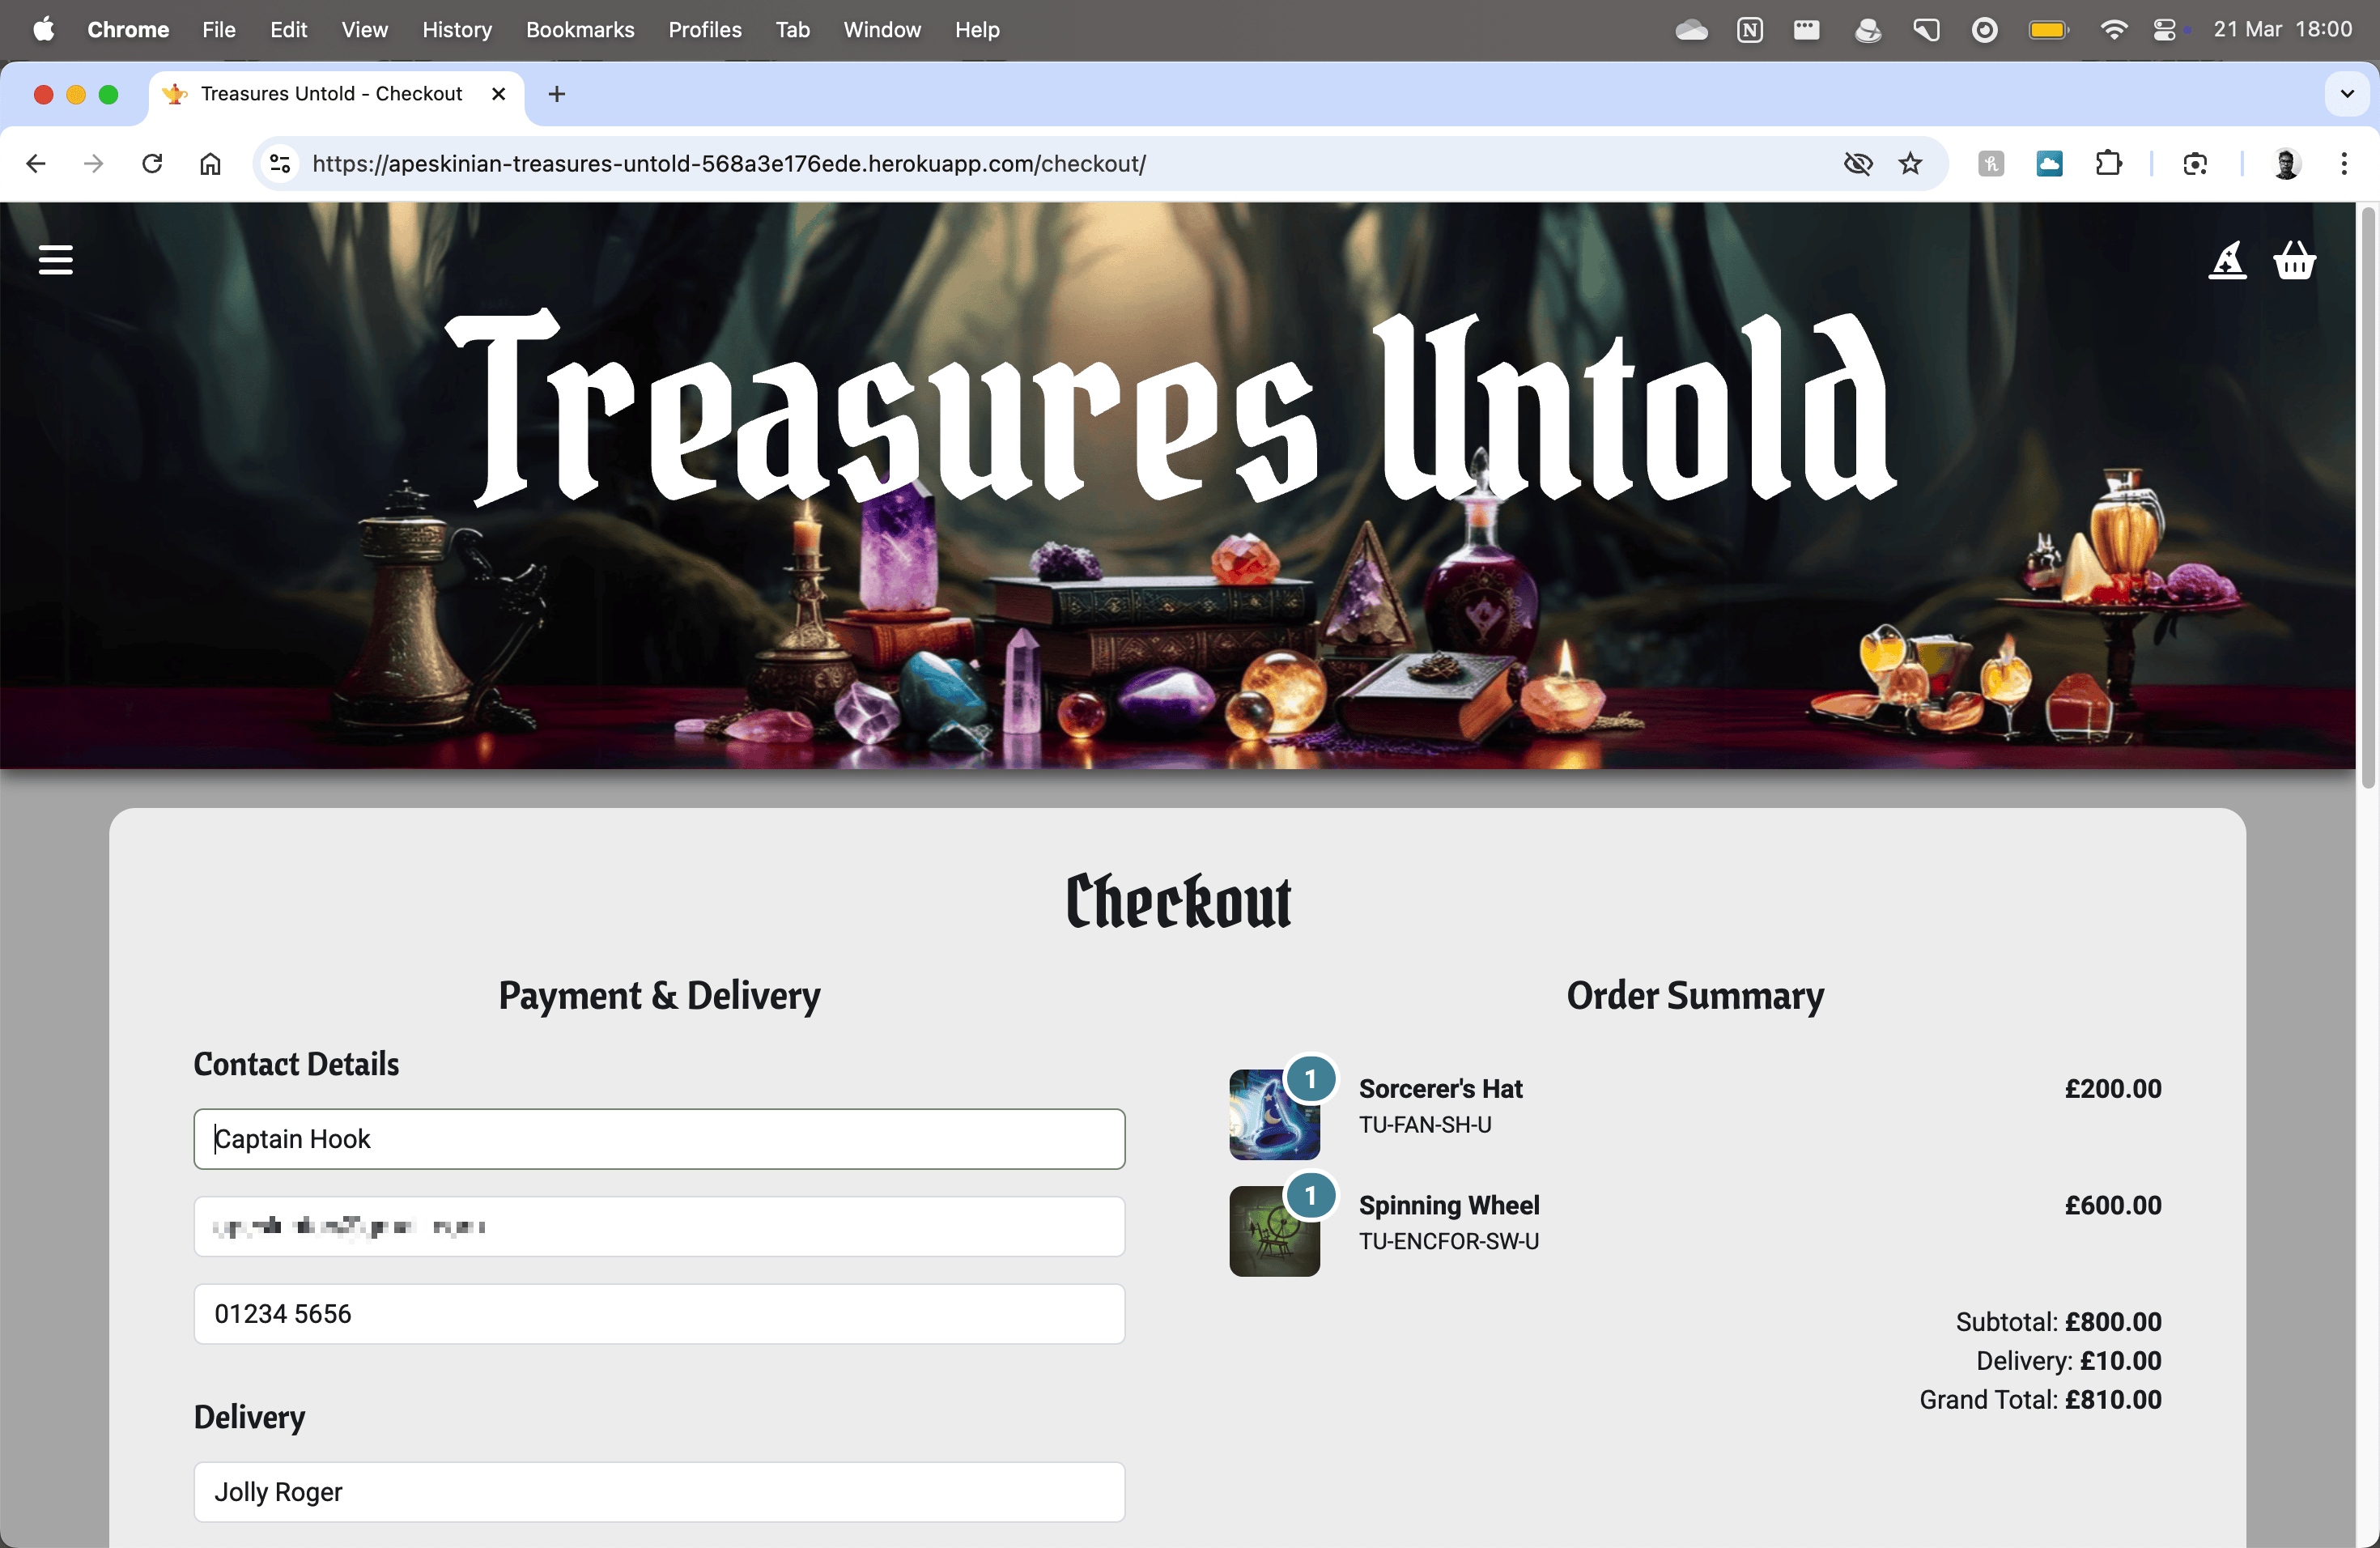 Chrome File Edit View History Bookmarks Profiles Tab Window Help 21 Mar 18:00
Treasures Untold - Checkout
https://apeskinian-treasures-untold-568a3e176ede.herokuapp.com/checkout/
Treasures Untold
Checkout
Payment & Delivery
Contact Details
Captain Hook
01234 5656
Delivery
Jolly Roger
Order Summary
1
Sorcerer's Hat £200.00
TU-FAN-SH-U
1
Spinning Wheel £600.00
TU-ENCFOR-SW-U
Subtotal: £800.00
Delivery: £10.00
Grand Total: £810.00